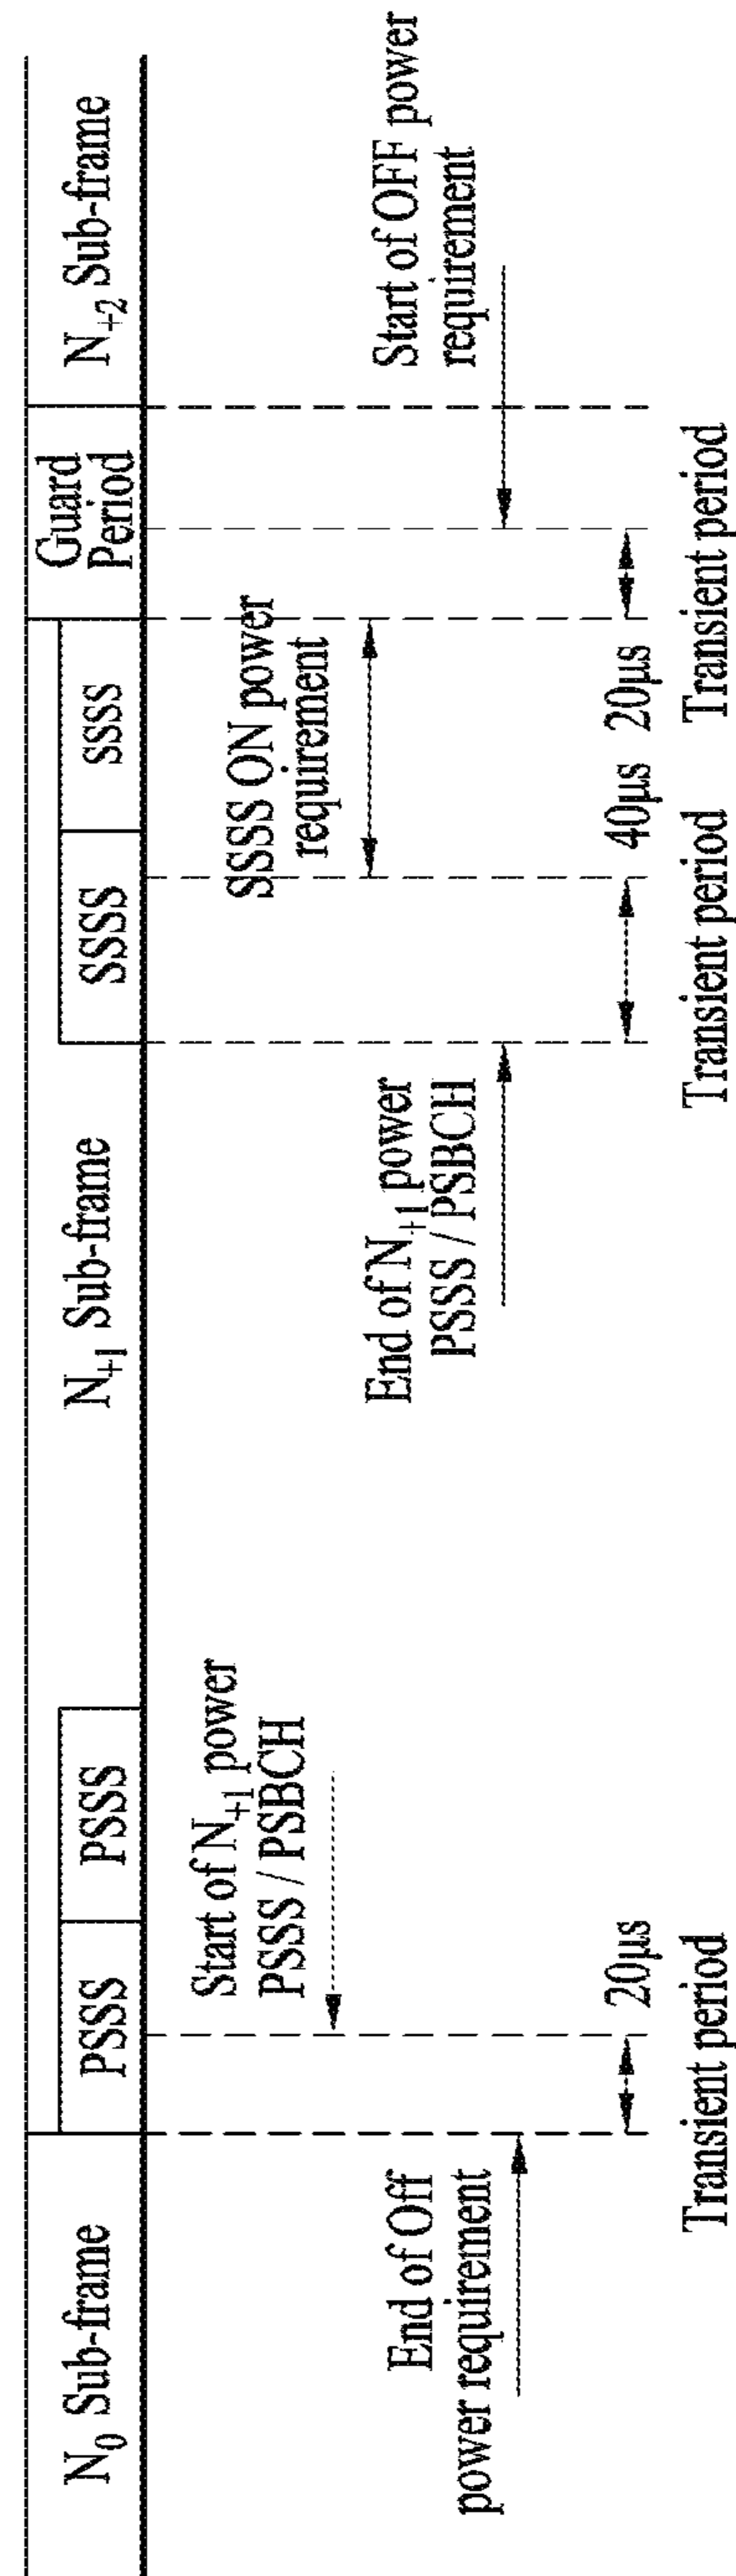 N0 Sub-frame
PSSS
PSSS
N+1 Sub-frame
SSSS
SSSS
Guard
Period
N+2 Sub-frame
Start of N+1 power
PSSS / PSBCH
SSSS ON power
requirement
End of Off
power requirement
End of N+1 power
PSSS / PSBCH
Start of OFF power
requirement
20μs
Transient period
40μs
Transient period
20μs
Transient period